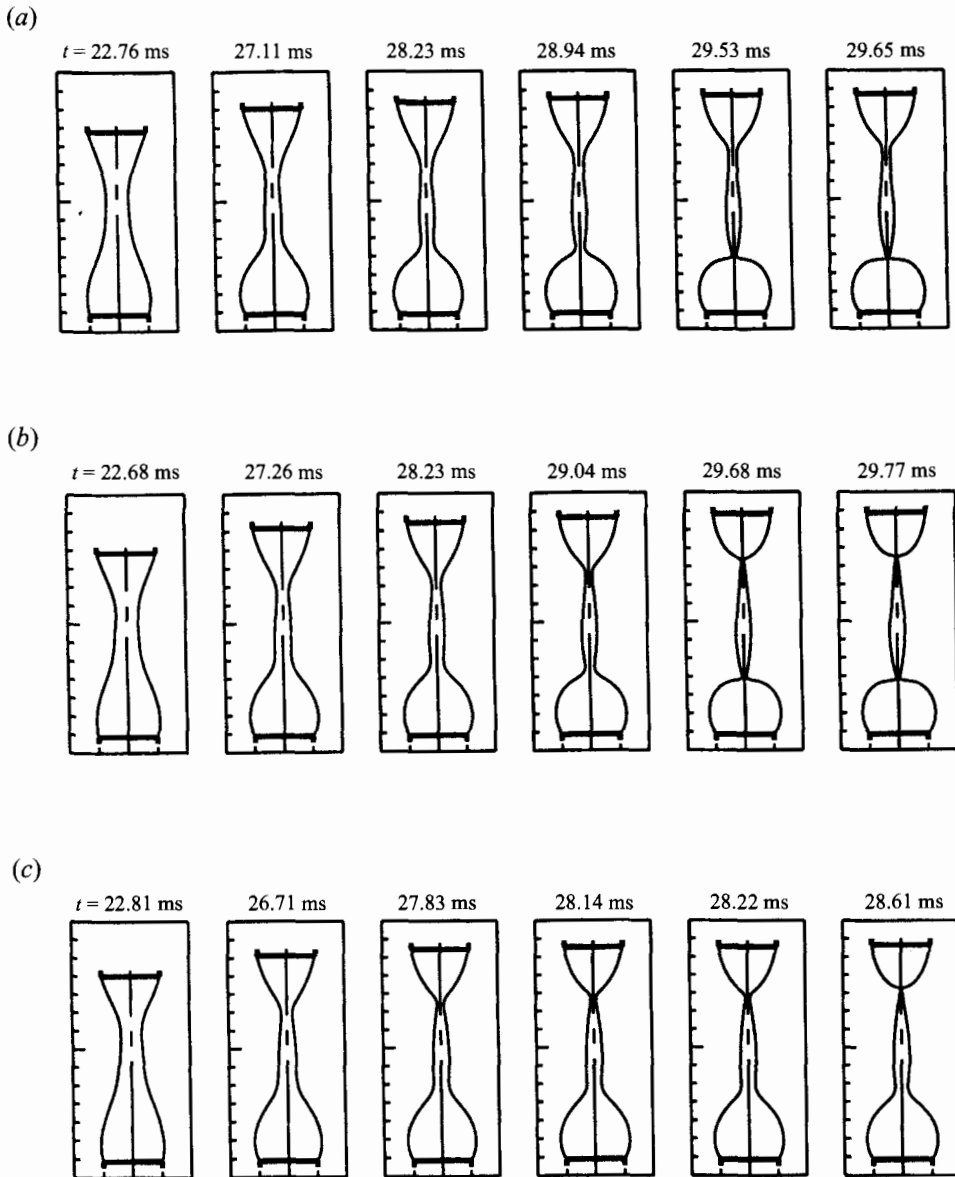 (a)
t = 22.76 ms 27.11 ms 28.23 ms 28.94 ms 29.53 ms 29.65 ms
(b)
t = 22.68 ms 27.26 ms 28.23 ms 29.04 ms 29.68 ms 29.77 ms
(c)
t = 22.81 ms 26.71 ms 27.83 ms 28.14 ms 28.22 ms 28.61 ms